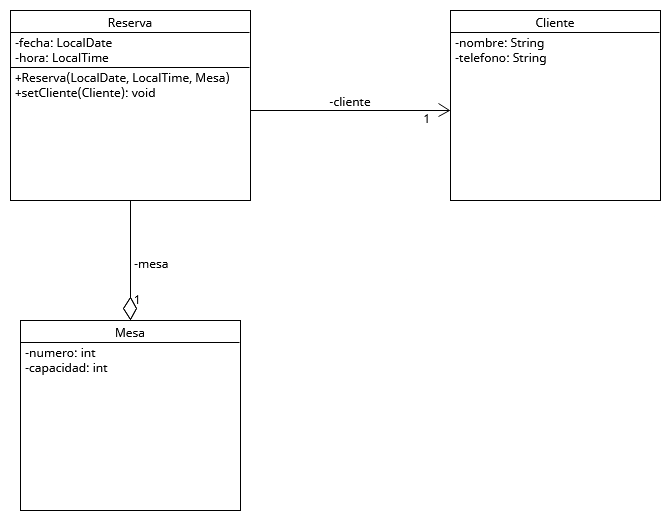 Reserva
-fecha: LocalDate
-hora: LocalTime
+Reserva(LocalDate, LocalTime, Mesa)
+setCliente(Cliente): void
-cliente
1
Cliente
-nombre: String
-telefono: String
-mesa
1
Mesa
-numero: int
-capacidad: int